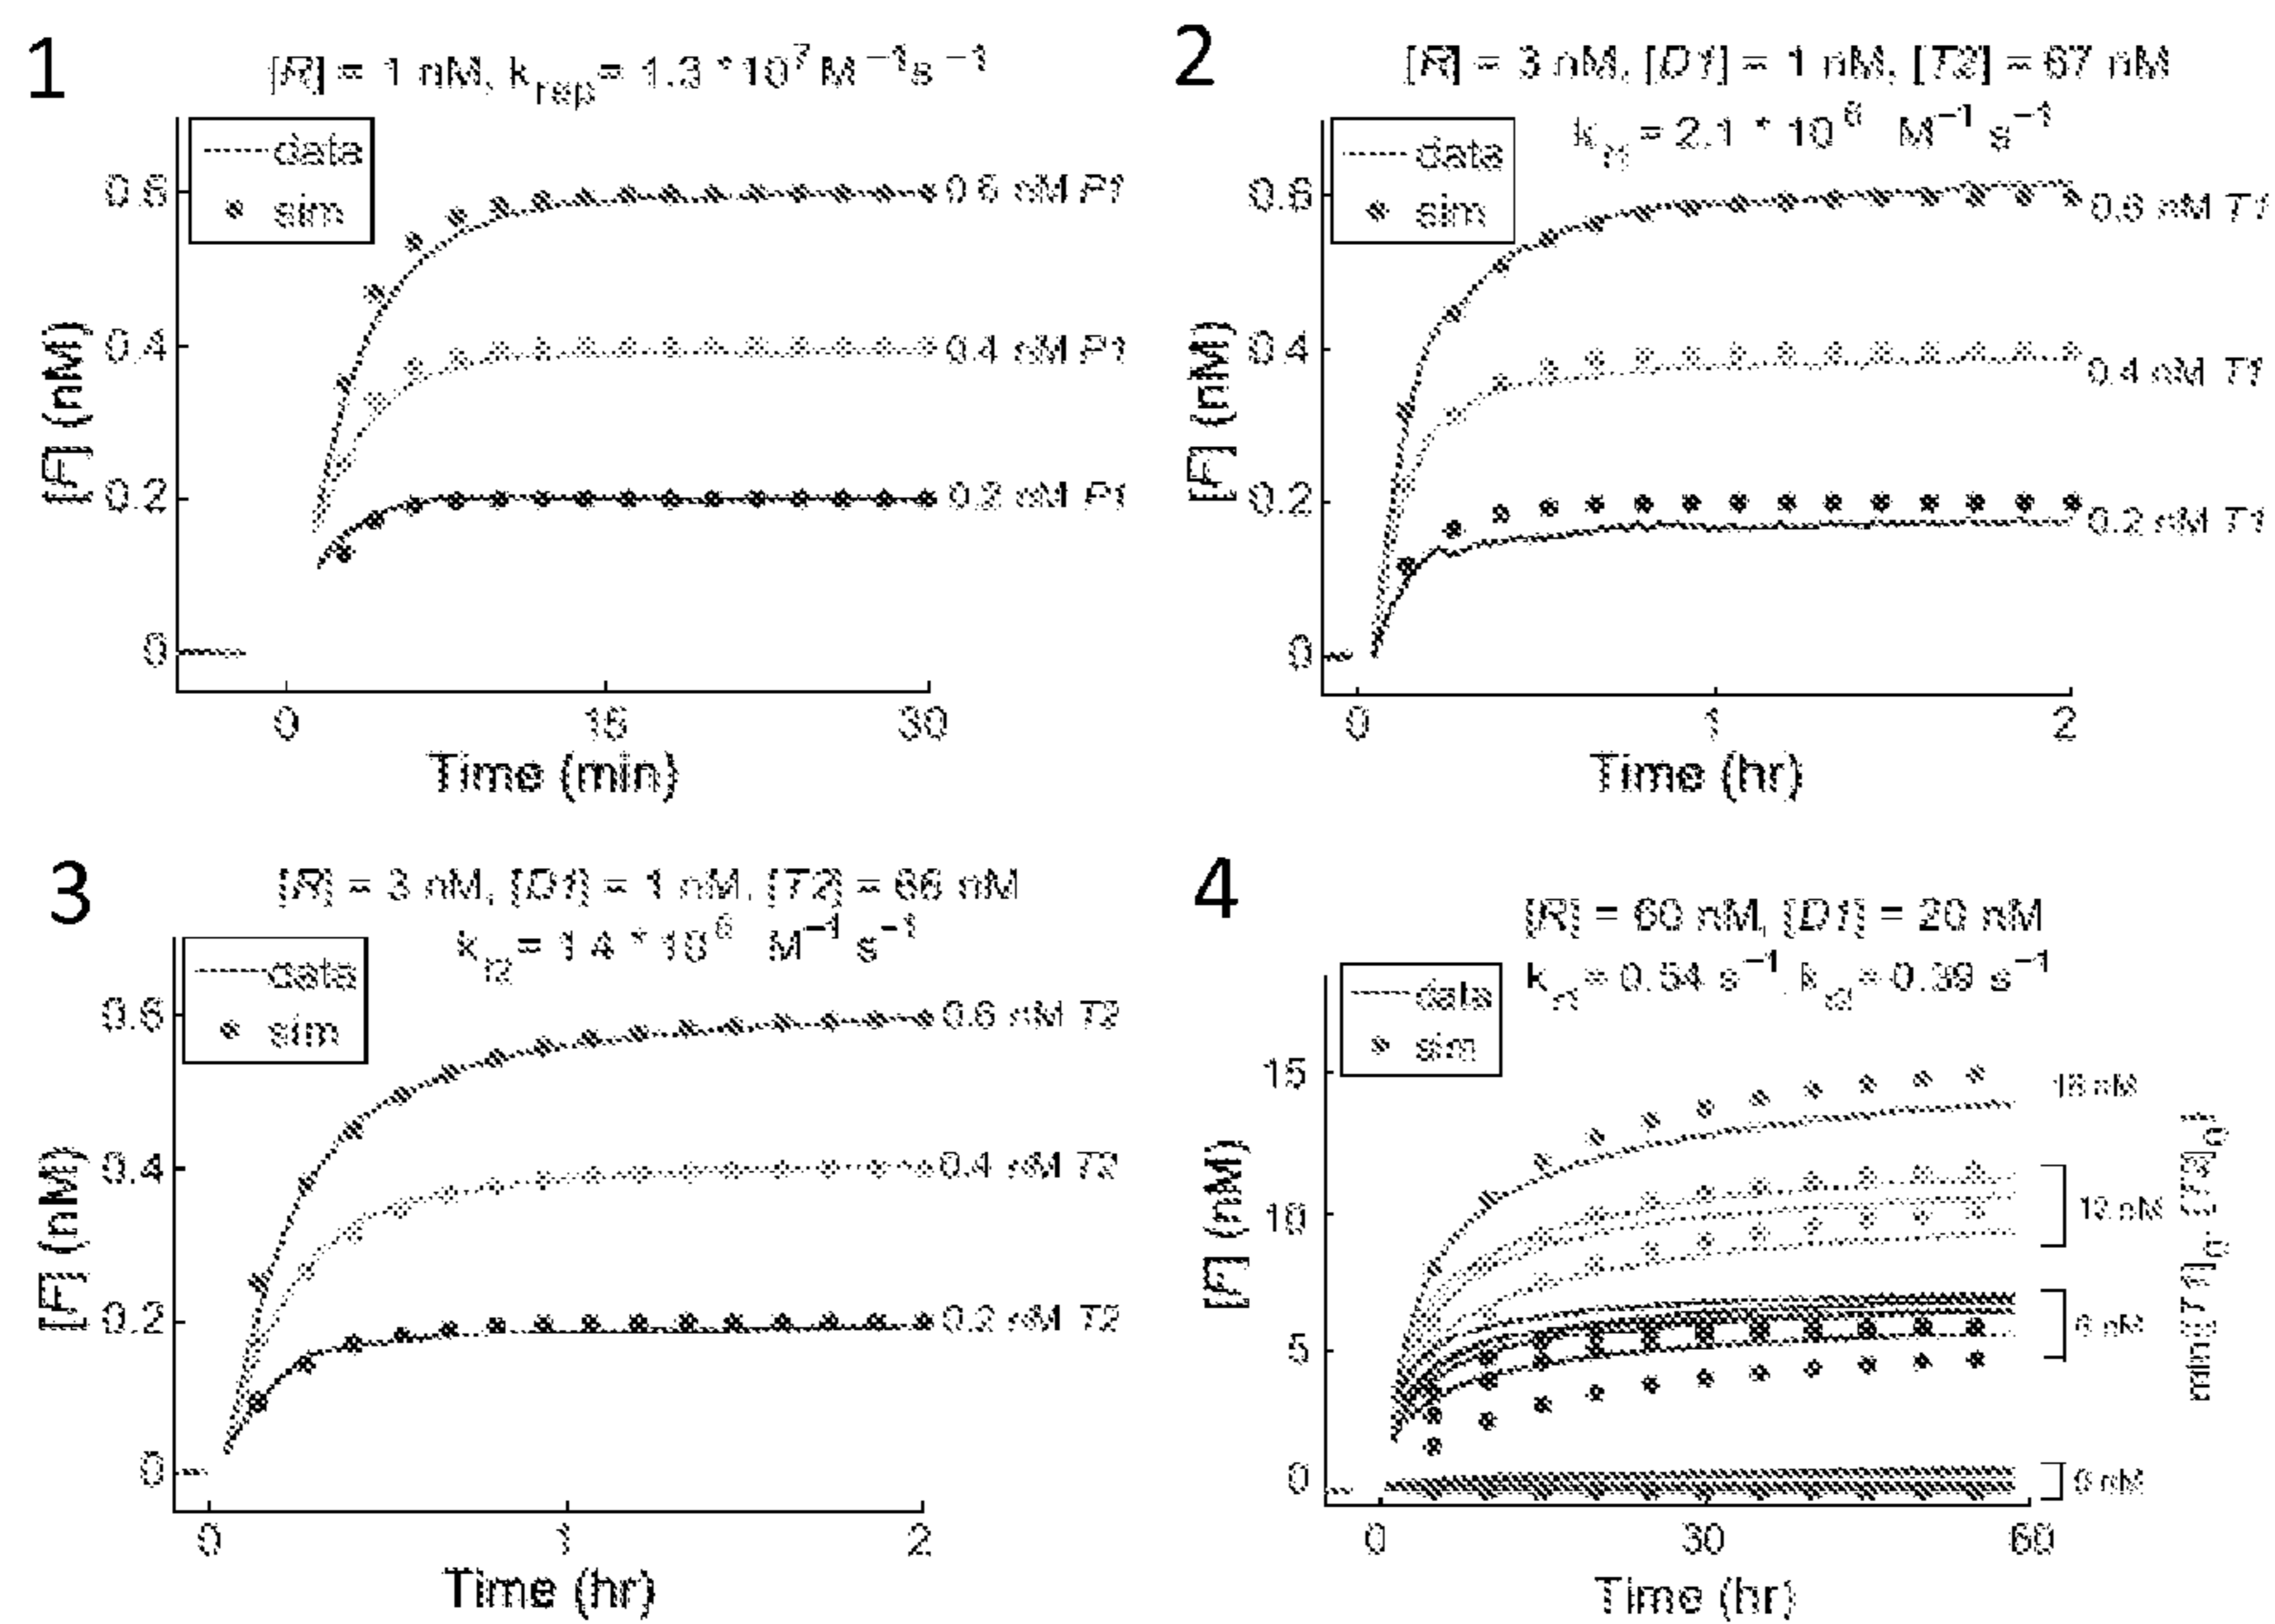 1
[R] = 1 nM, k_rep = 1.3 *10^7 M^−1 s^−1
data
sim
0.6
0.4
0.2
0
0.6 nM P1
0.4 nM P1
0.2 nM P1
[F] (nM)
0
15
30
Time (min)
2
[R] = 3 nM, [D1] = 1 nM, [T2] = 67 nM
= 2.1 * 10^6 M^−1 s^−1
data
sim
0.6
0.4
0.2
0
0.6 nM T1
0.4 nM T1
0.2 nM T1
[F] (nM)
0
1
2
Time (hr)
3
[R] = 3 nM, [D1] = 1 nM, [T2] = 66 nM
k_f2 = 1.4 * 10^6 M^−1 s^−1
data
sim
0.6
0.4
0.2
0
0.6 nM T2
0.4 nM T2
0.2 nM T2
[F] (nM)
0
1
2
Time (hr)
4
[R] = 60 nM, [D1] = 20 nM
= 0.54 s^−1, = 0.39 s^−1
data
sim
15
10
5
0
18 nM
12 nM
6 nM
0 nM
[F] (nM)
0
30
60
Time (hr)